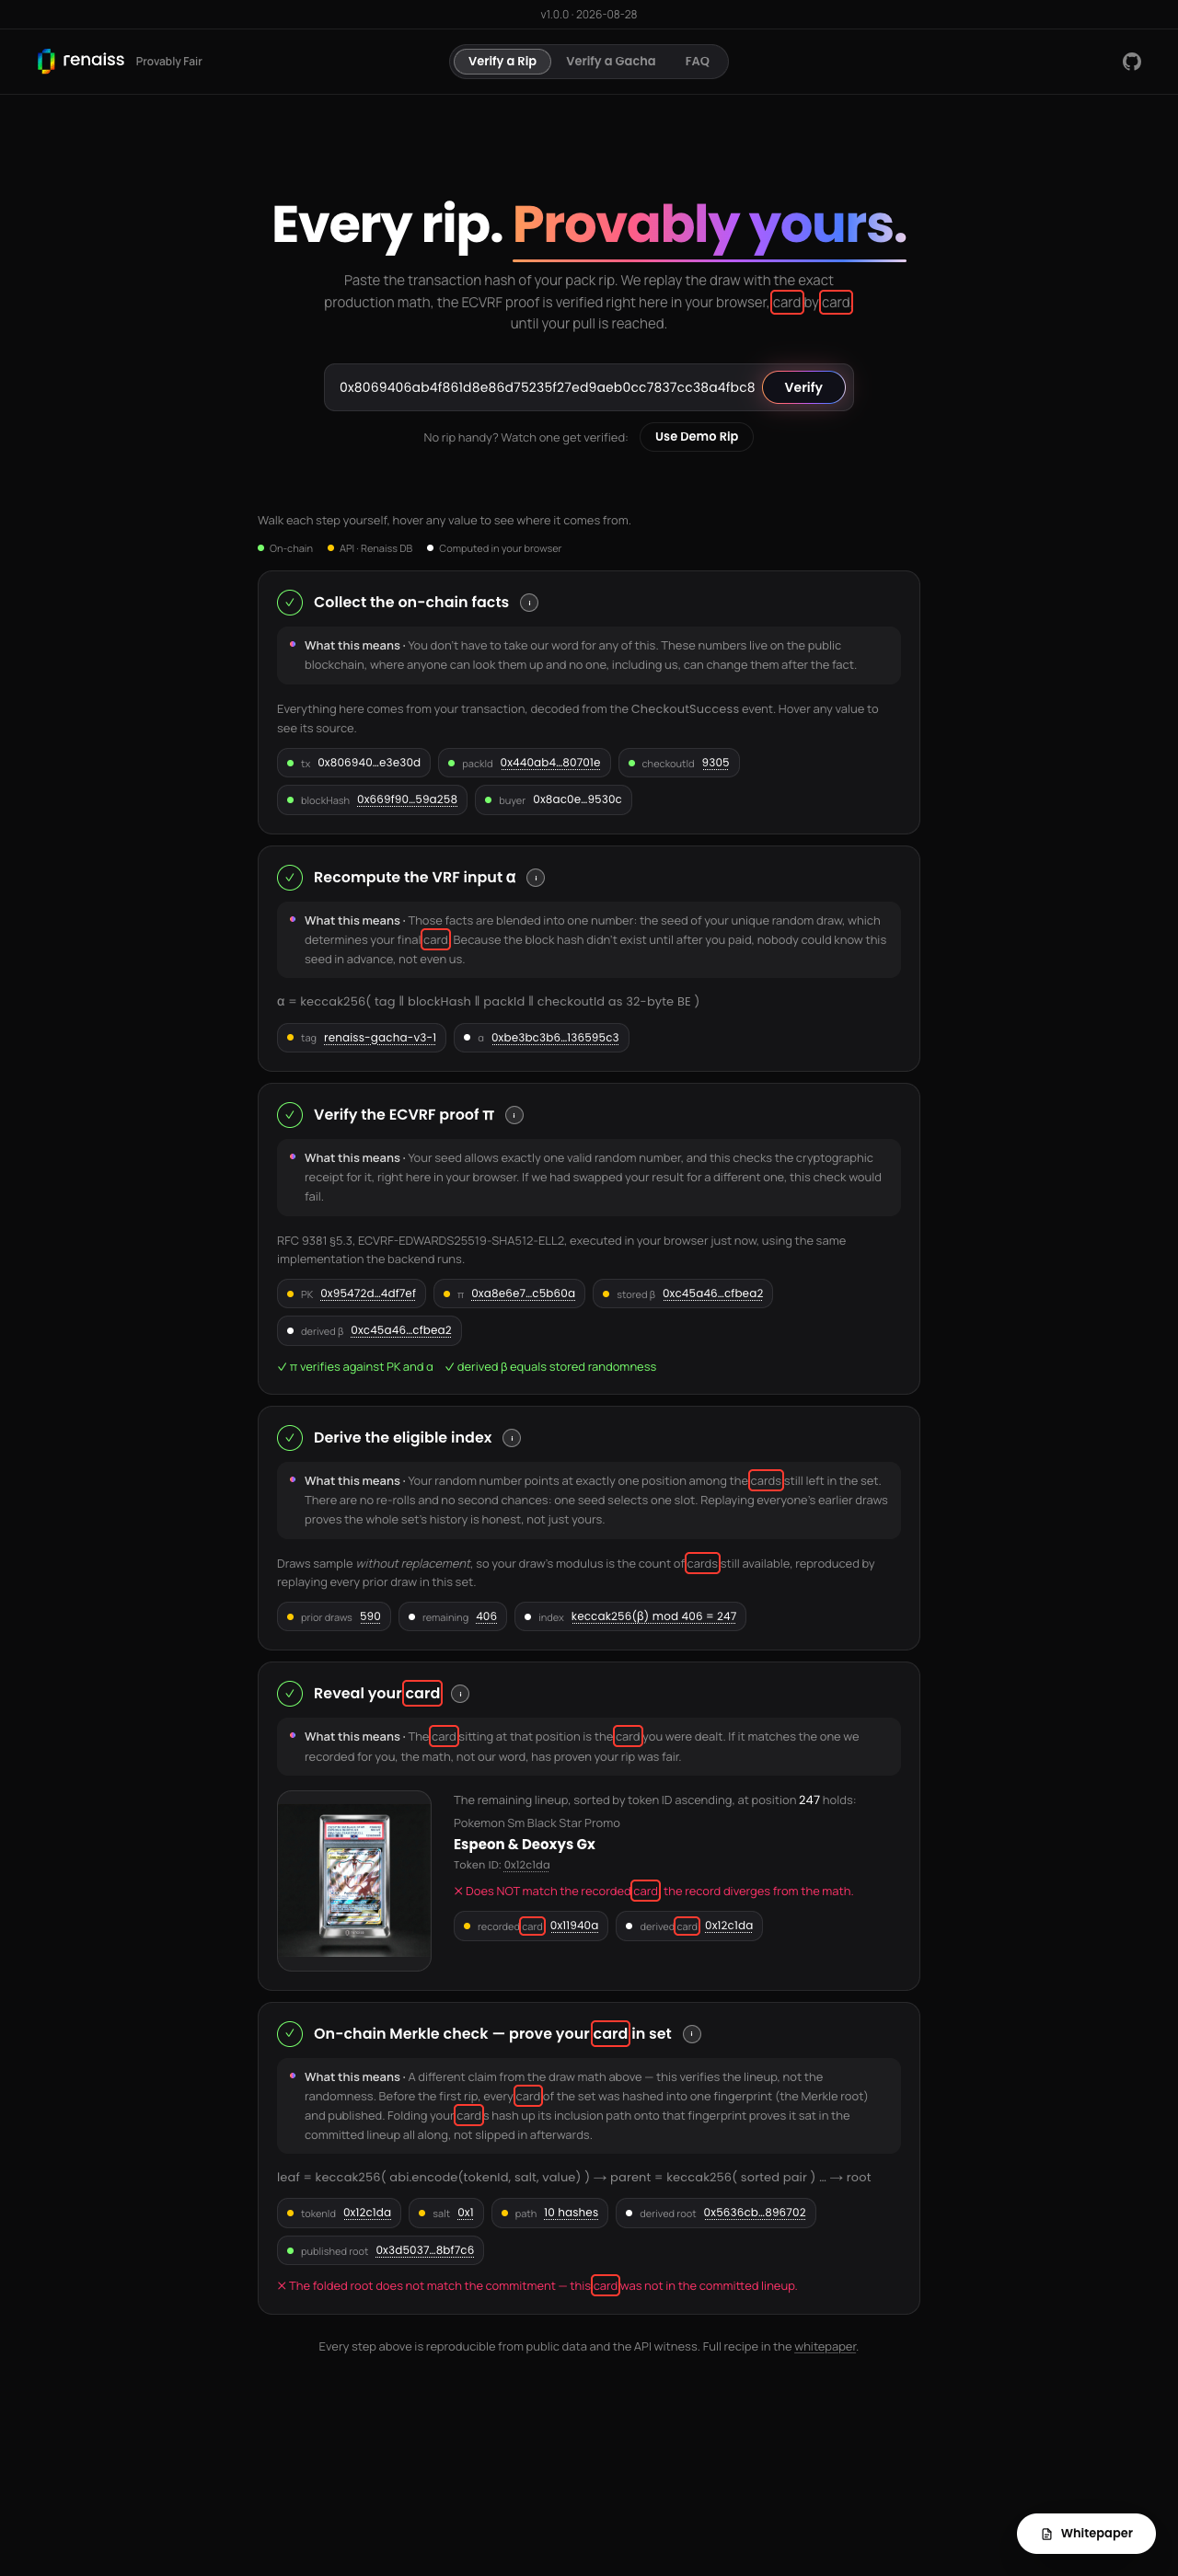 v1.0.0 · 2026-08-28
renaiss Provably Fair Verify a Rip Verify a Gacha FAQ
Every rip. Provably yours.
Paste the transaction hash of your pack rip. We replay the draw with the exact
production math, the ECVRF proof is verified right here in your browser, card by card
until your pull is reached.
0x8069406ab4f861d8e86d75235f27ed9aeb0cc7837cc38a4fbc8 Verify
No rip handy? Watch one get verified: Use Demo Rip
Walk each step yourself, hover any value to see where it comes from.
On-chain API · Renaiss DB Computed in your browser
Collect the on-chain facts i
What this means · You don't have to take our word for any of this. These numbers live on the public
blockchain, where anyone can look them up and no one, including us, can change them after the fact.
Everything here comes from your transaction, decoded from the CheckoutSuccess event. Hover any value to
see its source.
tx 0x806940…e3e30d packId 0x440ab4…80701e checkoutId 9305
blockHash 0x669f90…59a258 buyer 0x8ac0e…9530c
Recompute the VRF input α i
What this means · Those facts are blended into one number: the seed of your unique random draw, which
determines your final card. Because the block hash didn't exist until after you paid, nobody could know this
seed in advance, not even us.
α = keccak256( tag ‖ blockHash ‖ packId ‖ checkoutId as 32-byte BE )
tag renaiss-gacha-v3-1 α 0xbe3bc3b6…136595c3
Verify the ECVRF proof π i
What this means · Your seed allows exactly one valid random number, and this checks the cryptographic
receipt for it, right here in your browser. If we had swapped your result for a different one, this check would
fail.
RFC 9381 §5.3, ECVRF-EDWARDS25519-SHA512-ELL2, executed in your browser just now, using the same
implementation the backend runs.
PK 0x95472d…4df7ef π 0xa8e6e7…c5b60a stored β 0xc45a46…cfbea2
derived β 0xc45a46…cfbea2
✓ π verifies against PK and α ✓ derived β equals stored randomness
Derive the eligible index i
What this means · Your random number points at exactly one position among the cards still left in the set.
There are no re-rolls and no second chances: one seed selects one slot. Replaying everyone's earlier draws
proves the whole set's history is honest, not just yours.
Draws sample without replacement, so your draw's modulus is the count of cards still available, reproduced by
replaying every prior draw in this set.
prior draws 590 remaining 406 index keccak256(β) mod 406 = 247
Reveal your card i
What this means · The card sitting at that position is the card you were dealt. If it matches the one we
recorded for you, the math, not our word, has proven your rip was fair.
The remaining lineup, sorted by token ID ascending, at position 247 holds:
Pokemon Sm Black Star Promo
Espeon & Deoxys Gx
Token ID: 0x12c1da
✕ Does NOT match the recorded card, the record diverges from the math.
recorded card 0x11940a derived card 0x12c1da
On-chain Merkle check — prove your card in set i
What this means · A different claim from the draw math above — this verifies the lineup, not the
randomness. Before the first rip, every card of the set was hashed into one fingerprint (the Merkle root)
and published. Folding your card's hash up its inclusion path onto that fingerprint proves it sat in the
committed lineup all along, not slipped in afterwards.
leaf = keccak256( abi.encode(tokenId, salt, value) ) → parent = keccak256( sorted pair ) … → root
tokenId 0x12c1da salt 0x1 path 10 hashes derived root 0x5636cb…896702
published root 0x3d5037…8bf7c6
✕ The folded root does not match the commitment — this card was not in the committed lineup.
Every step above is reproducible from public data and the API witness. Full recipe in the whitepaper.
Whitepaper